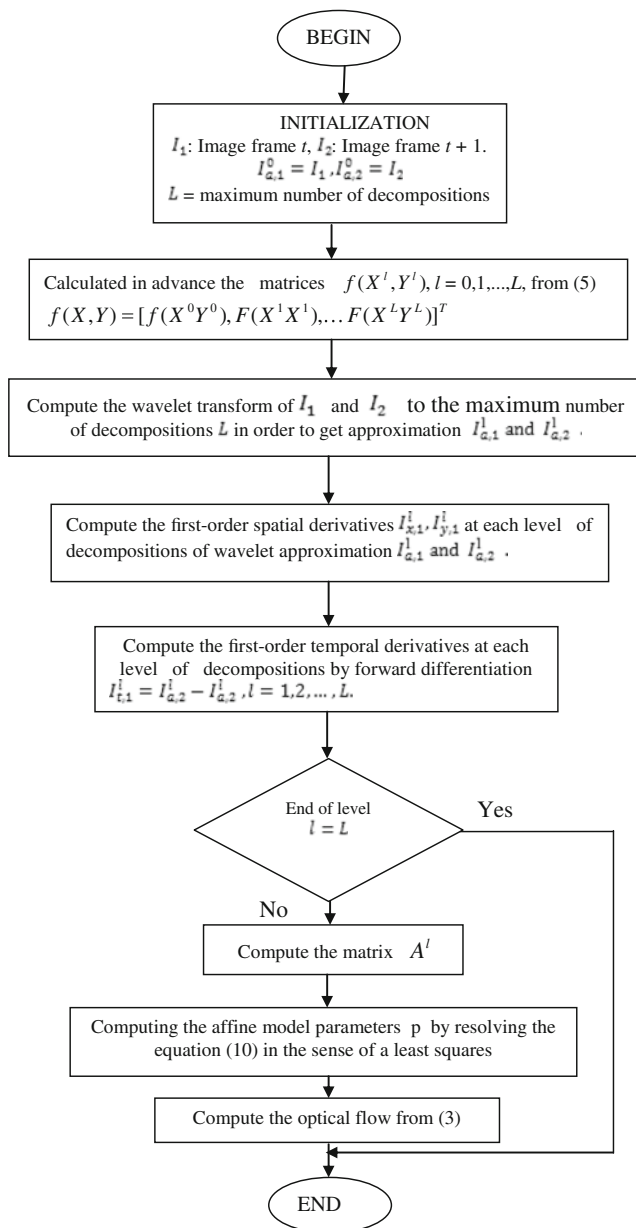 BEGIN
INITIALIZATION
I₁: Image frame t, I₂: Image frame t + 1.
I⁰ₐ,₁ = I₁ ,I⁰ₐ,₂ = I₂
L = maximum number of decompositions
Calculated in advance the matrices f(Xˡ,Yˡ), l = 0,1,...,L, from (5)
f(X,Y) = [f(X⁰Y⁰), F(X¹X¹),... F(XᴸYᴸ)]ᵀ
Compute the wavelet transform of I₁ and I₂ to the maximum number
of decompositions L in order to get approximation Iˡₐ,₁ and Iˡₐ,₂ .
Compute the first-order spatial derivatives Iˡₓ,₁, Iˡ_y,₁ at each level of
decompositions of wavelet approximation Iˡₐ,₁ and Iˡₐ,₂ .
Compute the first-order temporal derivatives at each
level of decompositions by forward differentiation
Iˡₜ,₁ = Iˡₐ,₂ − Iˡₐ,₂ ,l = 1,2, ... , L.
End of level
l = L
Yes
No
Compute the matrix Aˡ
Computing the affine model parameters p by resolving the
equation (10) in the sense of a least squares
Compute the optical flow from (3)
END